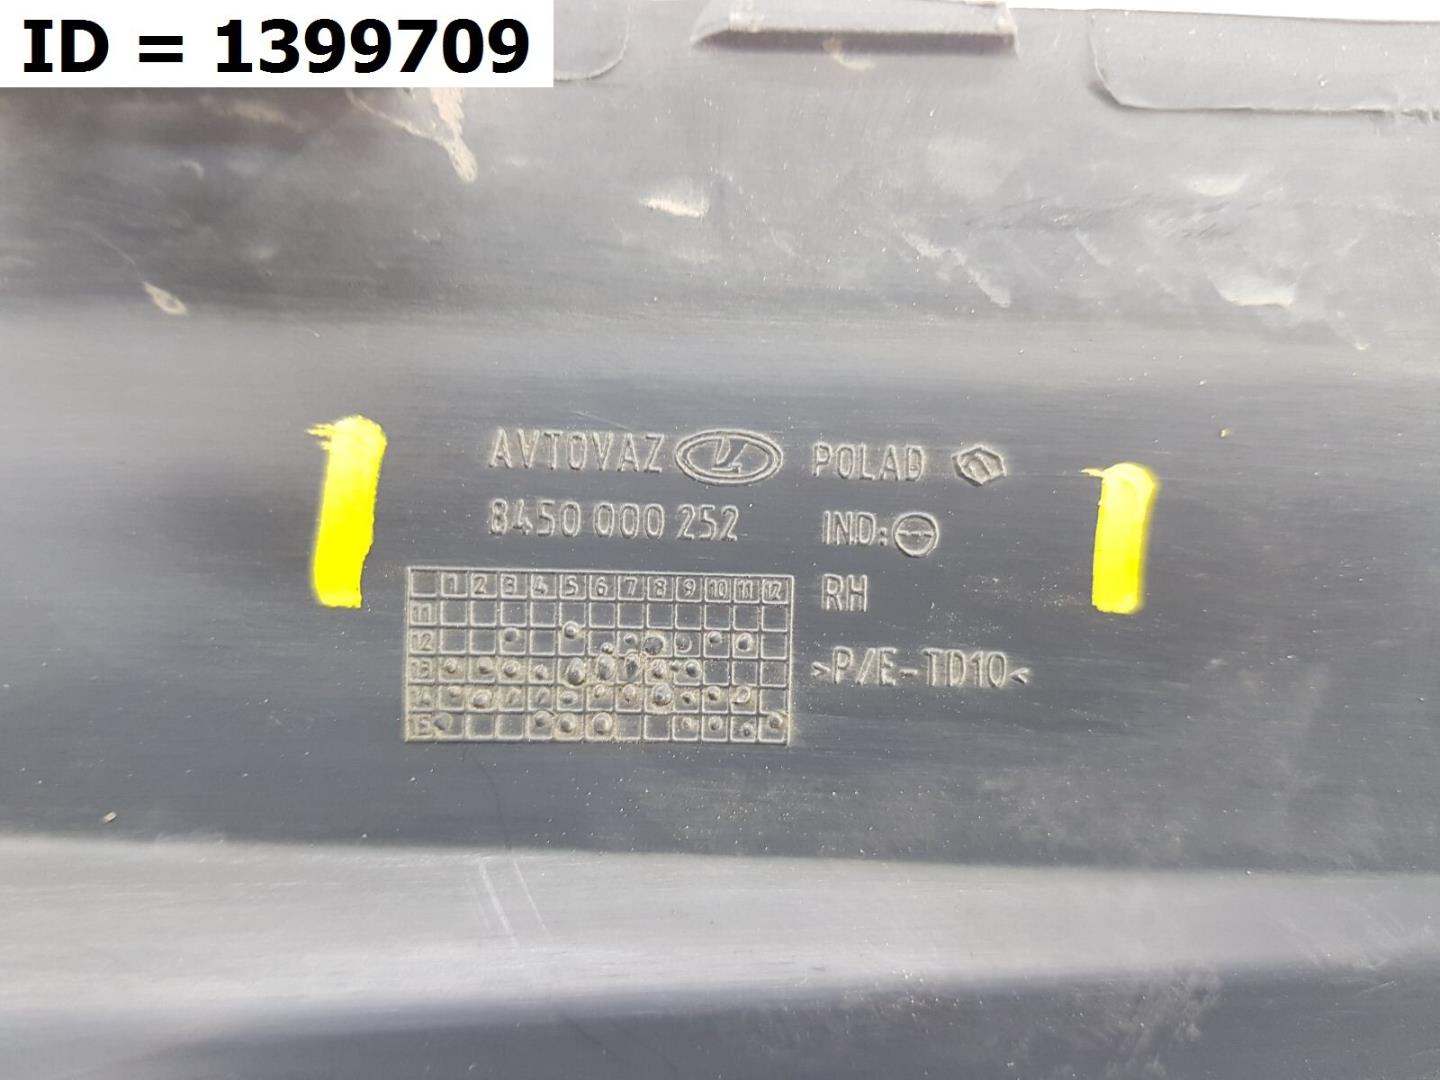 ID = 1399709
AVTOVAZ POLAD
8450 000 252 IND:
1 2 3 4 5 6 7 8 9 10 11 12
11
12
13
14
15
RH
>P/E-TD10<